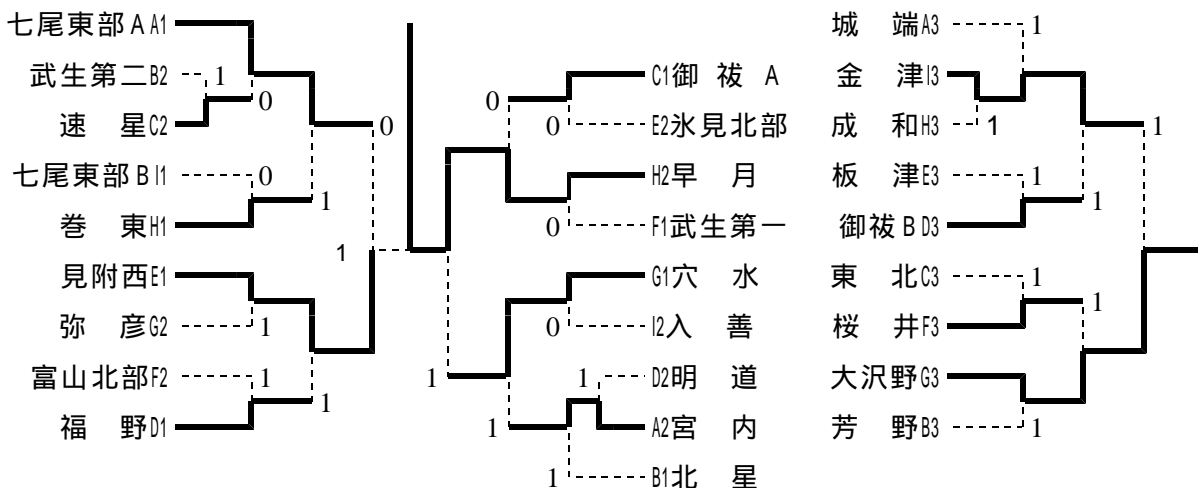 七尾東部A A1
武生第二 B2
1
0
速星 C2
0
七尾東部B I1
0
巻東 H1
1
1
見附西 E1
弥彦 G2
1
富山北部 F2
1
1
福野 D1
C1 御祓A
0
0
E2 氷見北部
H2 早月
0
F1 武生第一
G1 穴水
0
I2 入善
1
1
D2 明道
1
A2 宮内
1
B1 北星
城端 A3
1
金津 I3
1
成和 H3
1
板津 E3
1
1
御祓B D3
東北 C3
1
1
桜井 F3
大沢野 G3
芳野 B3
1